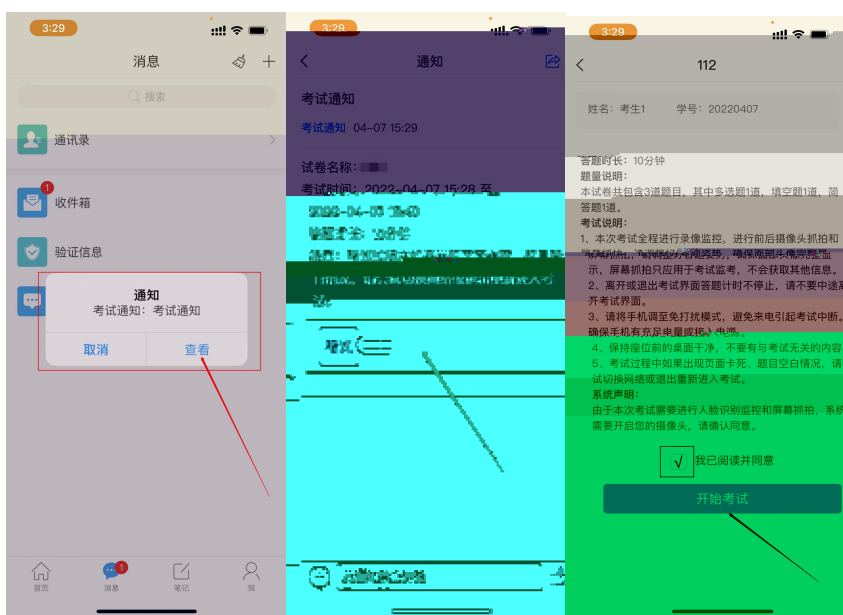 3:29
消息
搜索
通讯录
1
收件箱
验证信息
通知
考试通知：考试通知
取消
查看
首页
消息
1
笔记
我
3:29
通知
考试通知
考试通知 04-07 15:29
试卷名称：
考试时间：2022-04-07 15:28 至
3:29
112
姓名：考生1 学号：20220407
答题时长：10分钟
题量说明：
本试卷共包含3道题目，其中多选题1道，填空题1道，简
答题1道。
考试说明：
1、本次考试全程进行录像监控，进行前后摄像头抓拍和
示，屏幕抓拍只应用于考试监考，不会获取其他信息。
2、离开或退出考试界面答题计时不停止，请不要中途离
开考试界面。
3、请将手机调至免打扰模式，避免来电引起考试中断。
确保手机有充足电量或接入电源。
4、保持座位前的桌面干净，不要有与考试无关的内容
5、考试过程中如果出现页面卡死、题目空白情况，请
试切换网络或退出重新进入考试。
系统声明：
由于本次考试需要进行人脸识别监控和屏幕抓拍，系统
需要开启您的摄像头，请确认同意。
√ 我已阅读并同意
开始考试